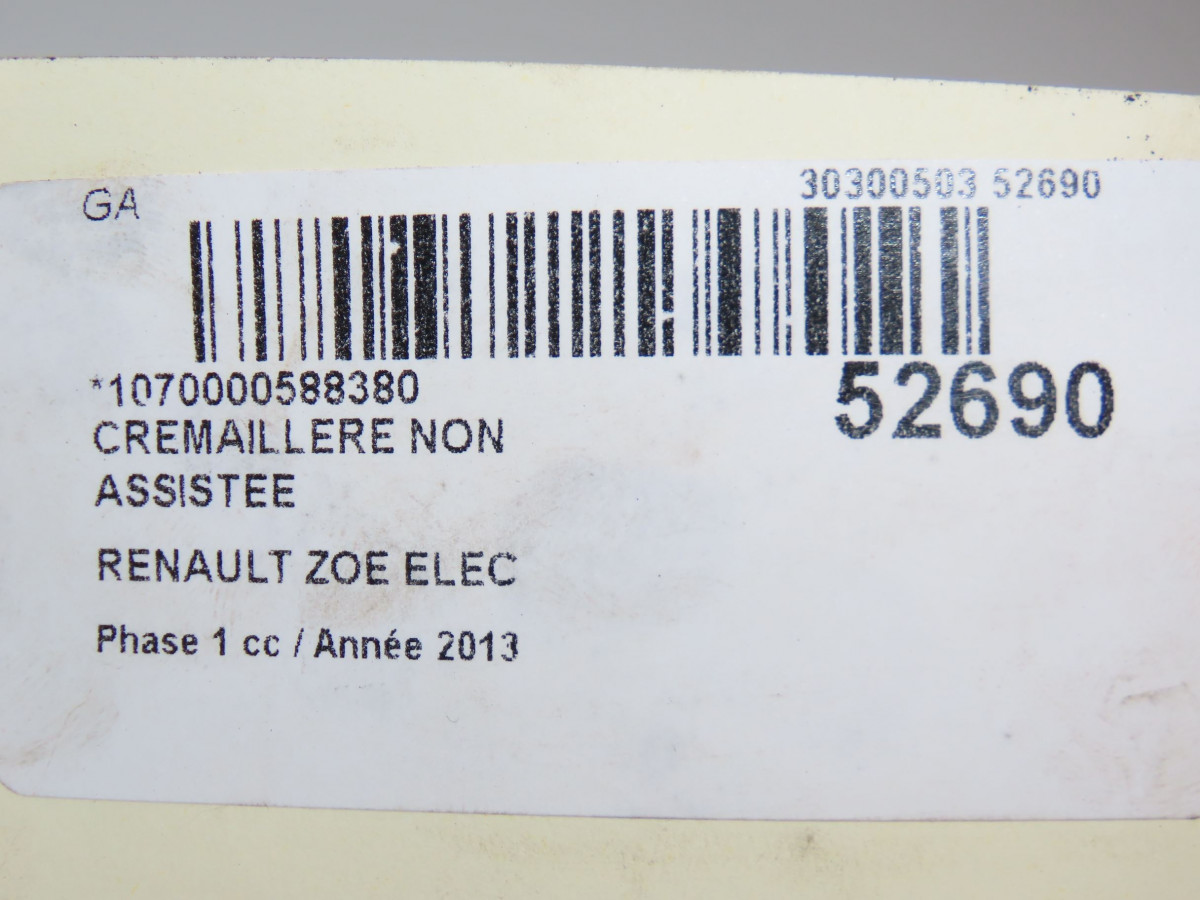 GA
30300503 52690
*1070000588380
52690
CREMAILLERE NON
ASSISTEE
RENAULT ZOE ELEC
Phase 1 cc / Année 2013